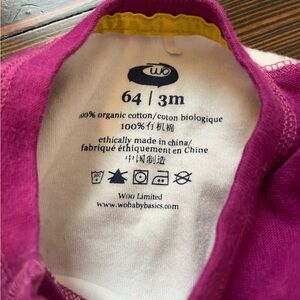 wo
64 | 3m
100% organic cotton/coton biologique
100%有机棉
ethically made in china/
fabriqué éthiquement en Chine
中国制造
Woo Limited
www.wobabybasics.com